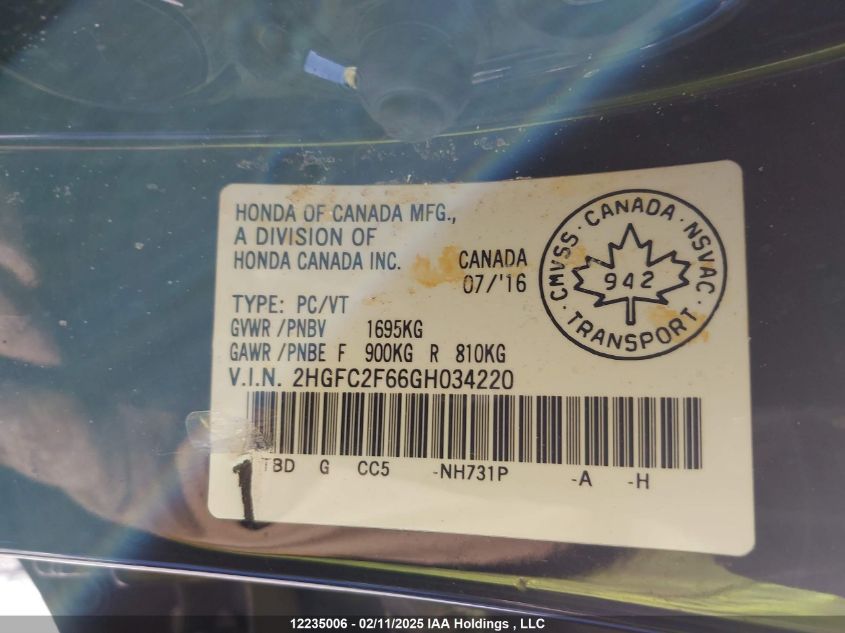 HONDA OF CANADA MFG.,
A DIVISION OF
HONDA CANADA INC.
CANADA
07/'16
TYPE: PC/VT
GVWR /PNBV 1695KG
GAWR /PNBE F 900KG R 810KG
V.I.N. 2HGFC2F66GH034220
1 TBD G CC5 -NH731P -A -H
CMVSS · CANADA · NSVAC
942
TRANSPORT
12235006 - 02/11/2025 IAA Holdings , LLC